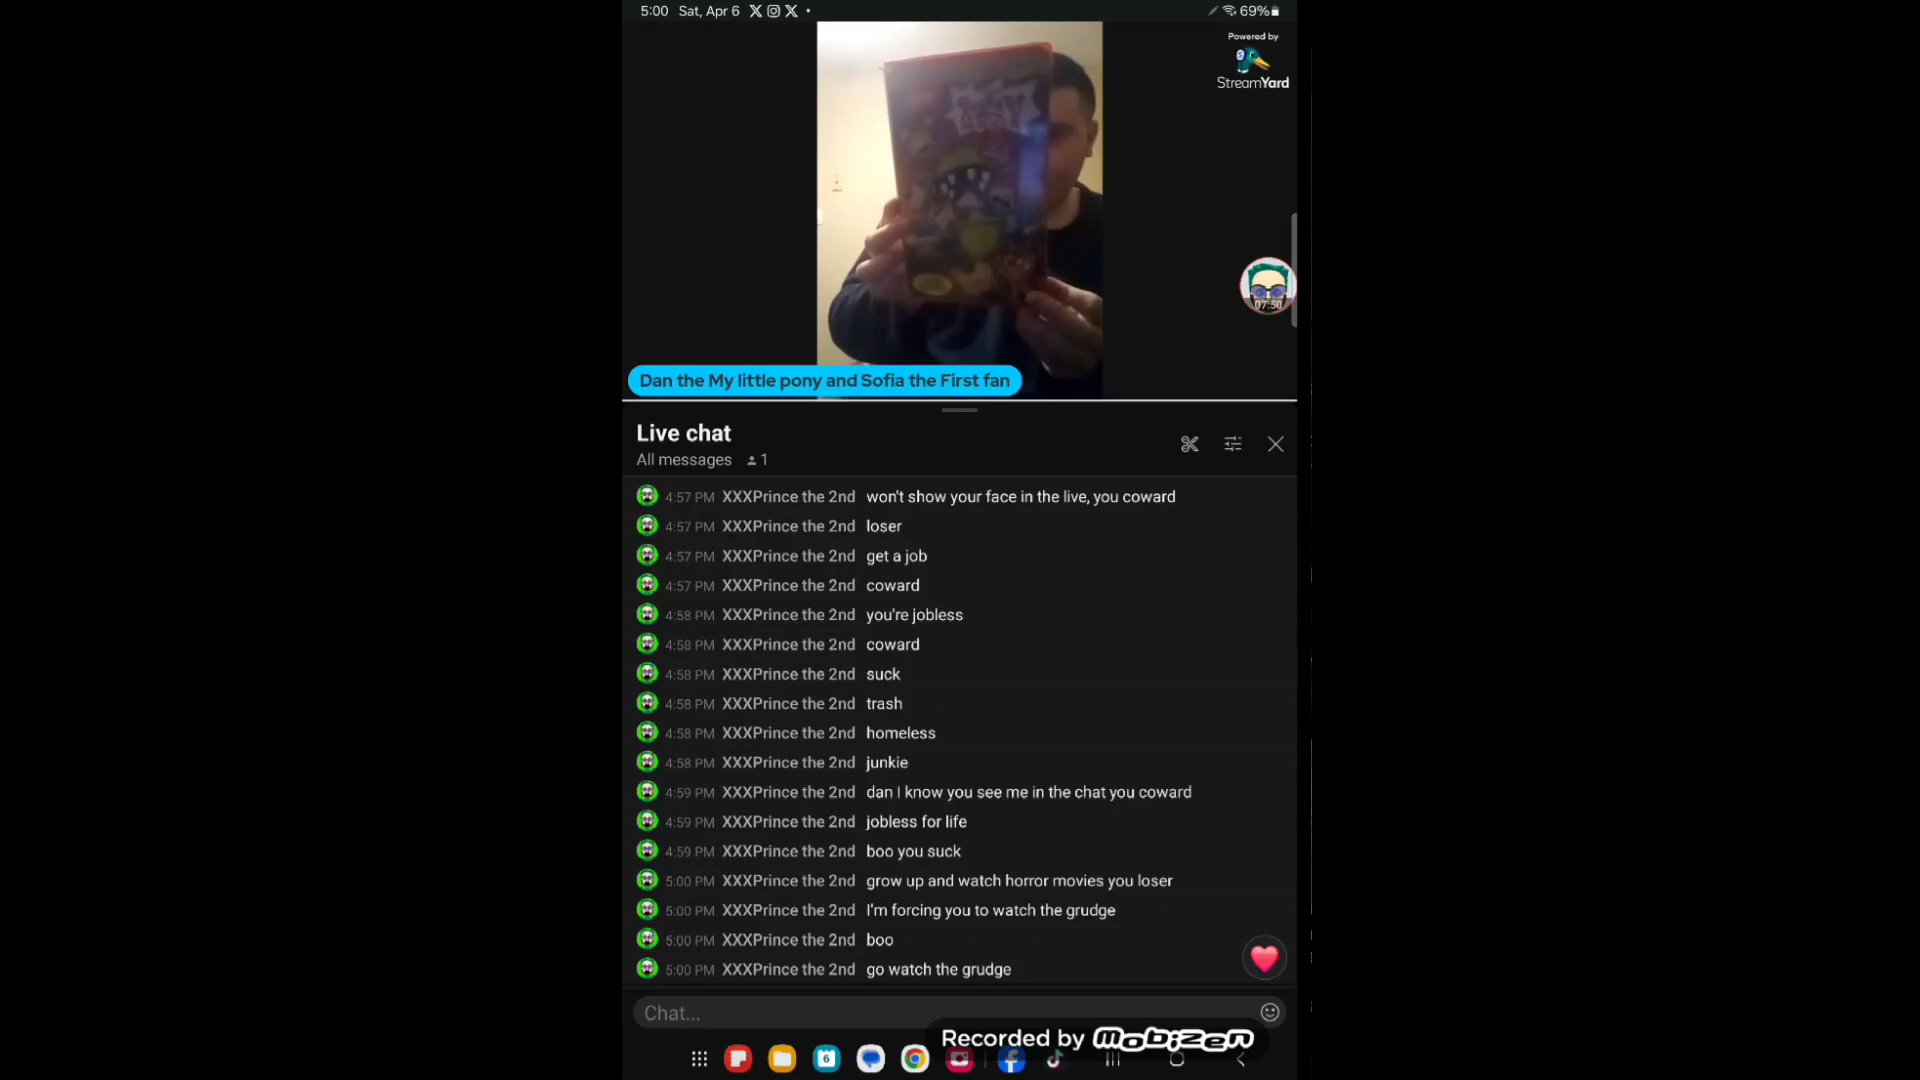 5:00 Sat, Apr 6
69%
Powered by
StreamYard
07:50
Dan the My little pony and Sofia the First fan
Live chat
All messages 1
4:57 PM XXXPrince the 2nd won't show your face in the live, you coward
4:57 PM XXXPrince the 2nd loser
4:57 PM XXXPrince the 2nd get a job
4:57 PM XXXPrince the 2nd coward
4:58 PM XXXPrince the 2nd you're jobless
4:58 PM XXXPrince the 2nd coward
4:58 PM XXXPrince the 2nd suck
4:58 PM XXXPrince the 2nd trash
4:58 PM XXXPrince the 2nd homeless
4:58 PM XXXPrince the 2nd junkie
4:59 PM XXXPrince the 2nd dan I know you see me in the chat you coward
4:59 PM XXXPrince the 2nd jobless for life
4:59 PM XXXPrince the 2nd boo you suck
5:00 PM XXXPrince the 2nd grow up and watch horror movies you loser
5:00 PM XXXPrince the 2nd I'm forcing you to watch the grudge
5:00 PM XXXPrince the 2nd boo
5:00 PM XXXPrince the 2nd go watch the grudge
Chat...
Recorded by mobizen
6